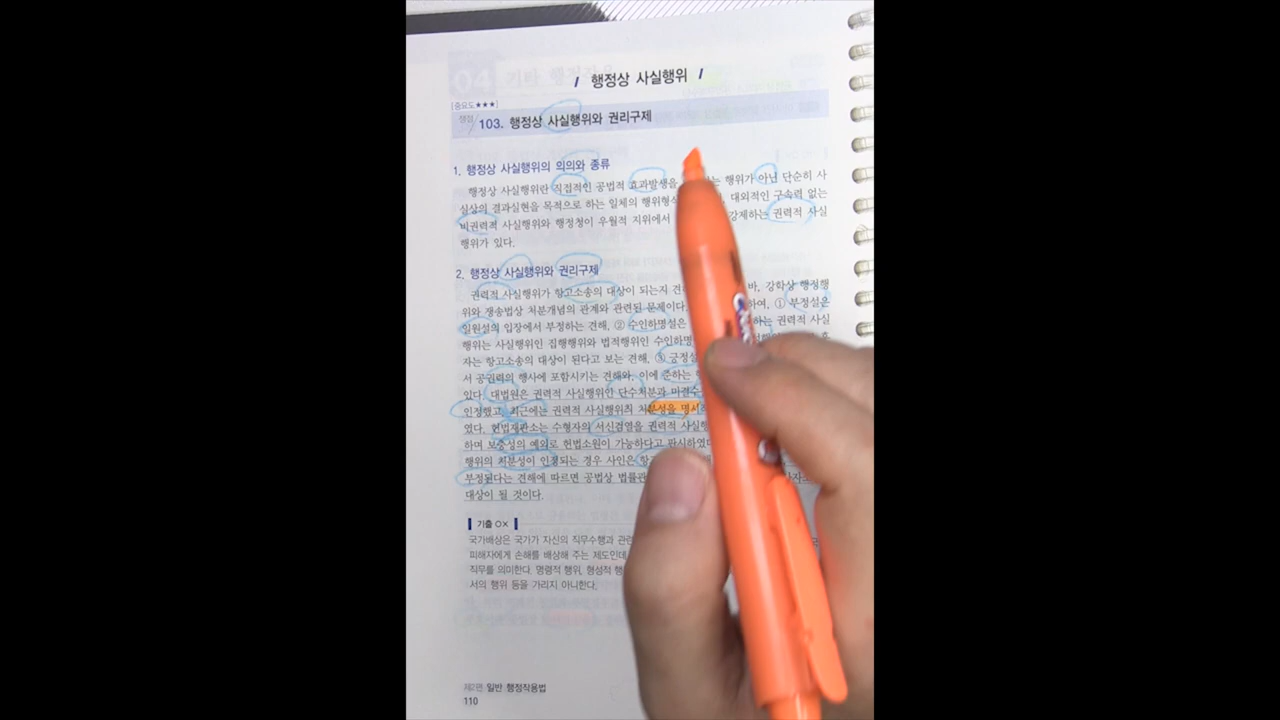 / 행정상 사실행위 /
[중요도★★★]
행정 103. 행정상 사실행위와 권리구제
1. 행정상 사실행위의 의의와 종류
행정상 사실행위란 직접적인 공법적 효과발생을 는 행위가 아닌 단순히 사
실상의 결과실현을 목적으로 하는 일체의 행위형식 대외적인 구속력 없는
비권력적 사실행위와 행정청이 우월적 지위에서 강제하는 권력적 사실
행위가 있다.
2. 행정상 사실행위와 권리구제
권력적 사실행위가 항고소송의 대상이 되는지 견 바, 강학상 행정행
위와 쟁송법상 처분개념의 관계와 관련된 문제이다. 하여, ① 부정설은
일원설의 입장에서 부정하는 견해, ② 수인하명설은 하는 권력적 사실
행위는 사실행위인 집행행위와 법적행위인 수인하명
자는 항고소송의 대상이 된다고 보는 견해, ③ 긍정설
서 공권력의 행사에 포함시키는 견해와, 이에 준하는
있다. 대법원은 권력적 사실행위인 단수처분과
인정했고, 최근에는 권력적 사실행위의 처분성을 명시
였다. 헌법재판소는 수형자의 서신검열을 권력적 사실행
하며 보충성의 예외로 헌법소원이 가능하다고 판시하였다
행위의 처분성이 인정되는 경우 사인은 항고
부정된다는 견해에 따르면 공법상 법률관
대상이 될 것이다.
기출 OX
국가배상은 국가가 자신의 직무수행과 관련
피해자에게 손해를 배상해 주는 제도인데
직무를 의미한다. 명령적 행위, 형성적 행
서의 행위 등을 가리지 아니한다.
제2편 일반 행정작용법
110